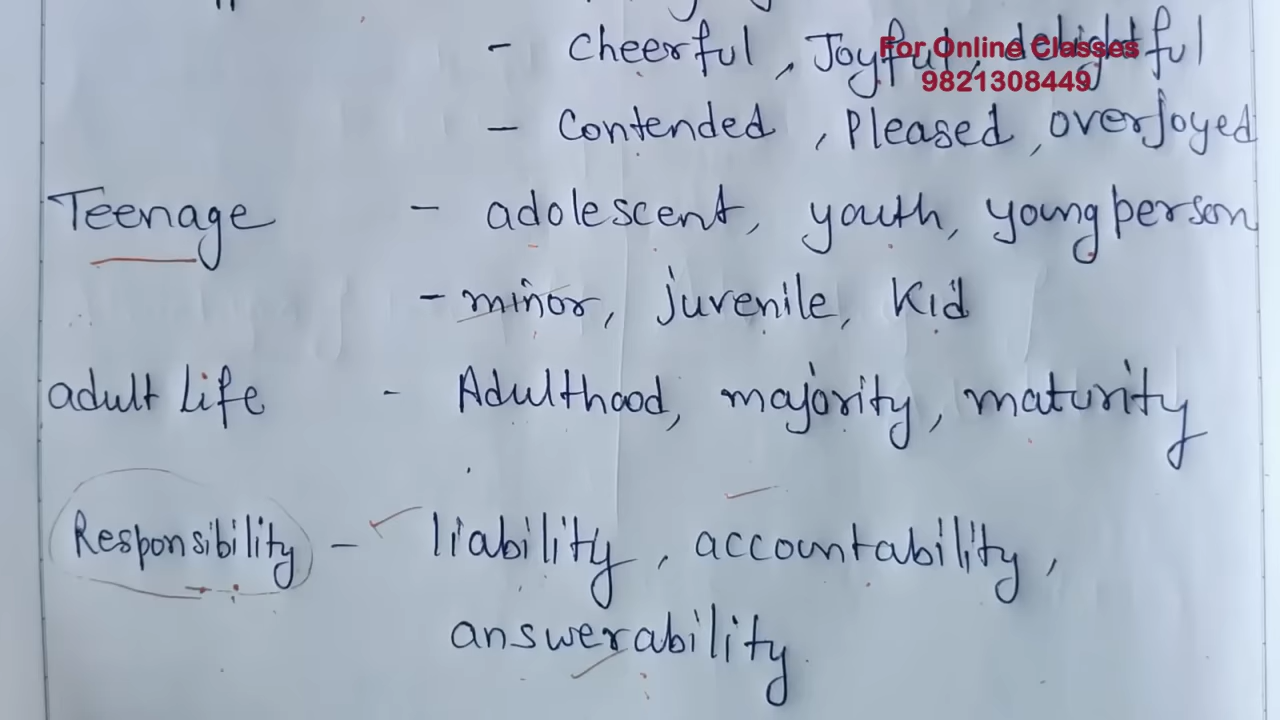 - Cheerful, Joyful, delightful
For Online Classes
9821308449
- Contended, Pleased, overjoyed
Teenage - adolescent, youth, young person
- minor, juvenile, Kid
adult life - Adulthood, majority, maturity
Responsibility - liability, accountability,
answerability